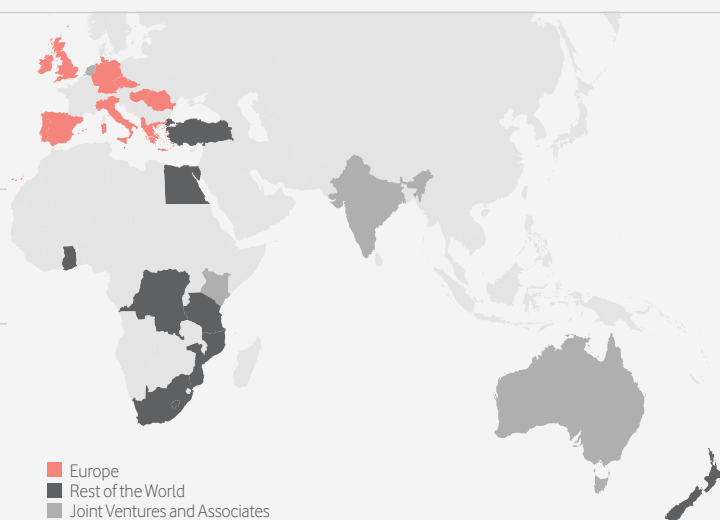 Europe
Rest of the World
Joint Ventures and Associates